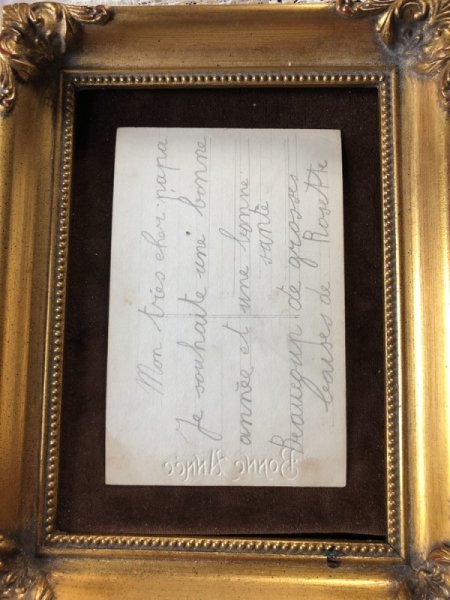 Mon très cher papa
Je souhaite une bonne
année et une bonne
santé
Beaucoup de grosses
baises de Rosette
Bonne Année